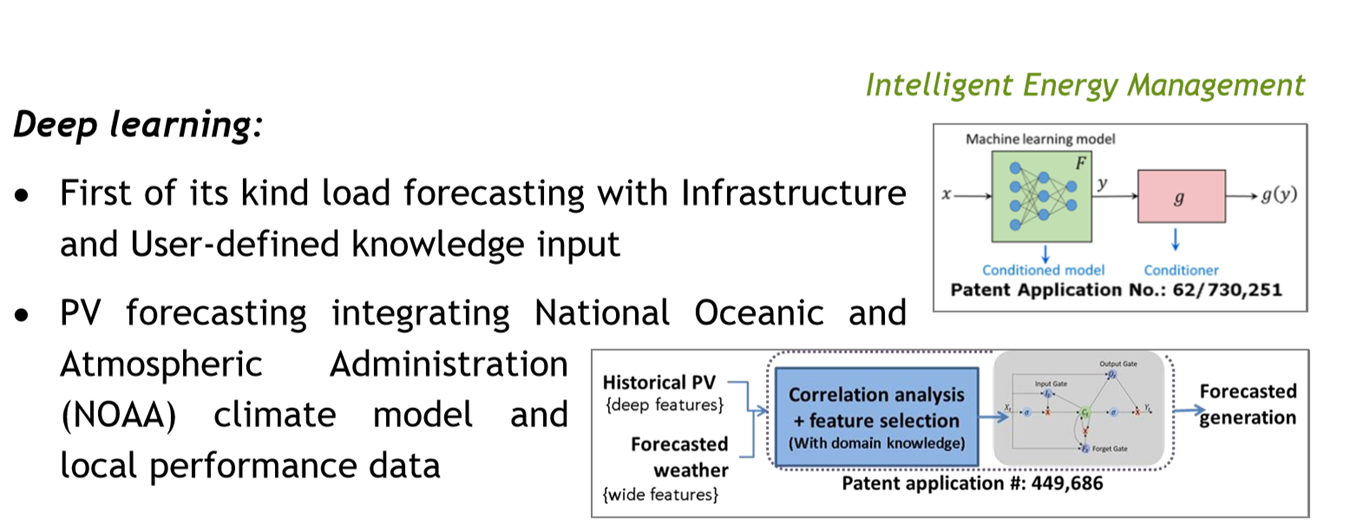 Intelligent Energy Management
Deep learning:
• First of its kind load forecasting with Infrastructure
and User-defined knowledge input
• PV forecasting integrating National Oceanic and
Atmospheric Administration
(NOAA) climate model and
local performance data
Machine learning model
F
x
y
g
g(y)
Conditioned model
Conditioner
Patent Application No.: 62/730,251
Historical PV
{deep features}
Forecasted
weather
{wide features}
Correlation analysis
+ feature selection
(With domain knowledge)
Output Gate
Input Gate
Forget Gate
Forecasted
generation
Patent application #: 449,686